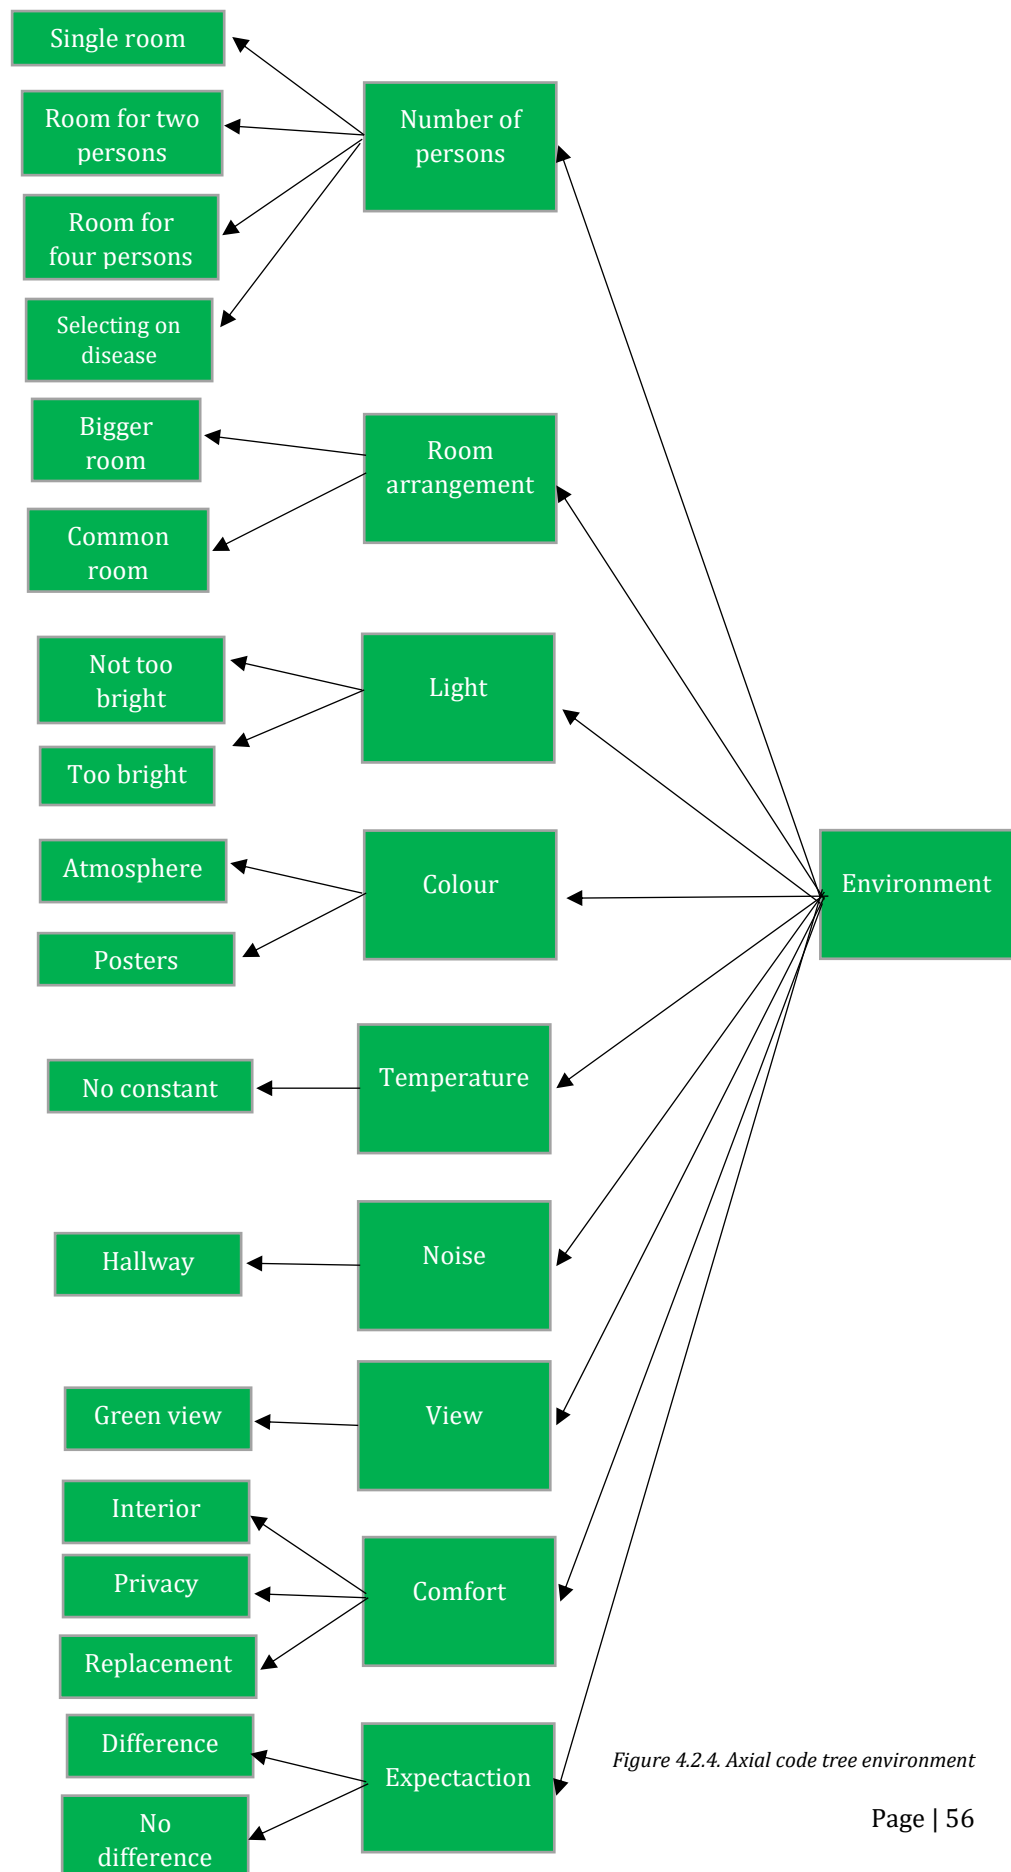 Single room
Room for two
persons
Room for
four persons
Selecting on
disease
Number of
persons
Bigger
room
Common
room
Room
arrangement
Not too
bright
Too bright
Light
Atmosphere
Posters
Colour
Environment
No constant
Temperature
Hallway
Noise
Green view
View
Interior
Privacy
Replacement
Comfort
Difference
No
difference
Expectaction
Figure 4.2.4. Axial code tree environment
Page | 56